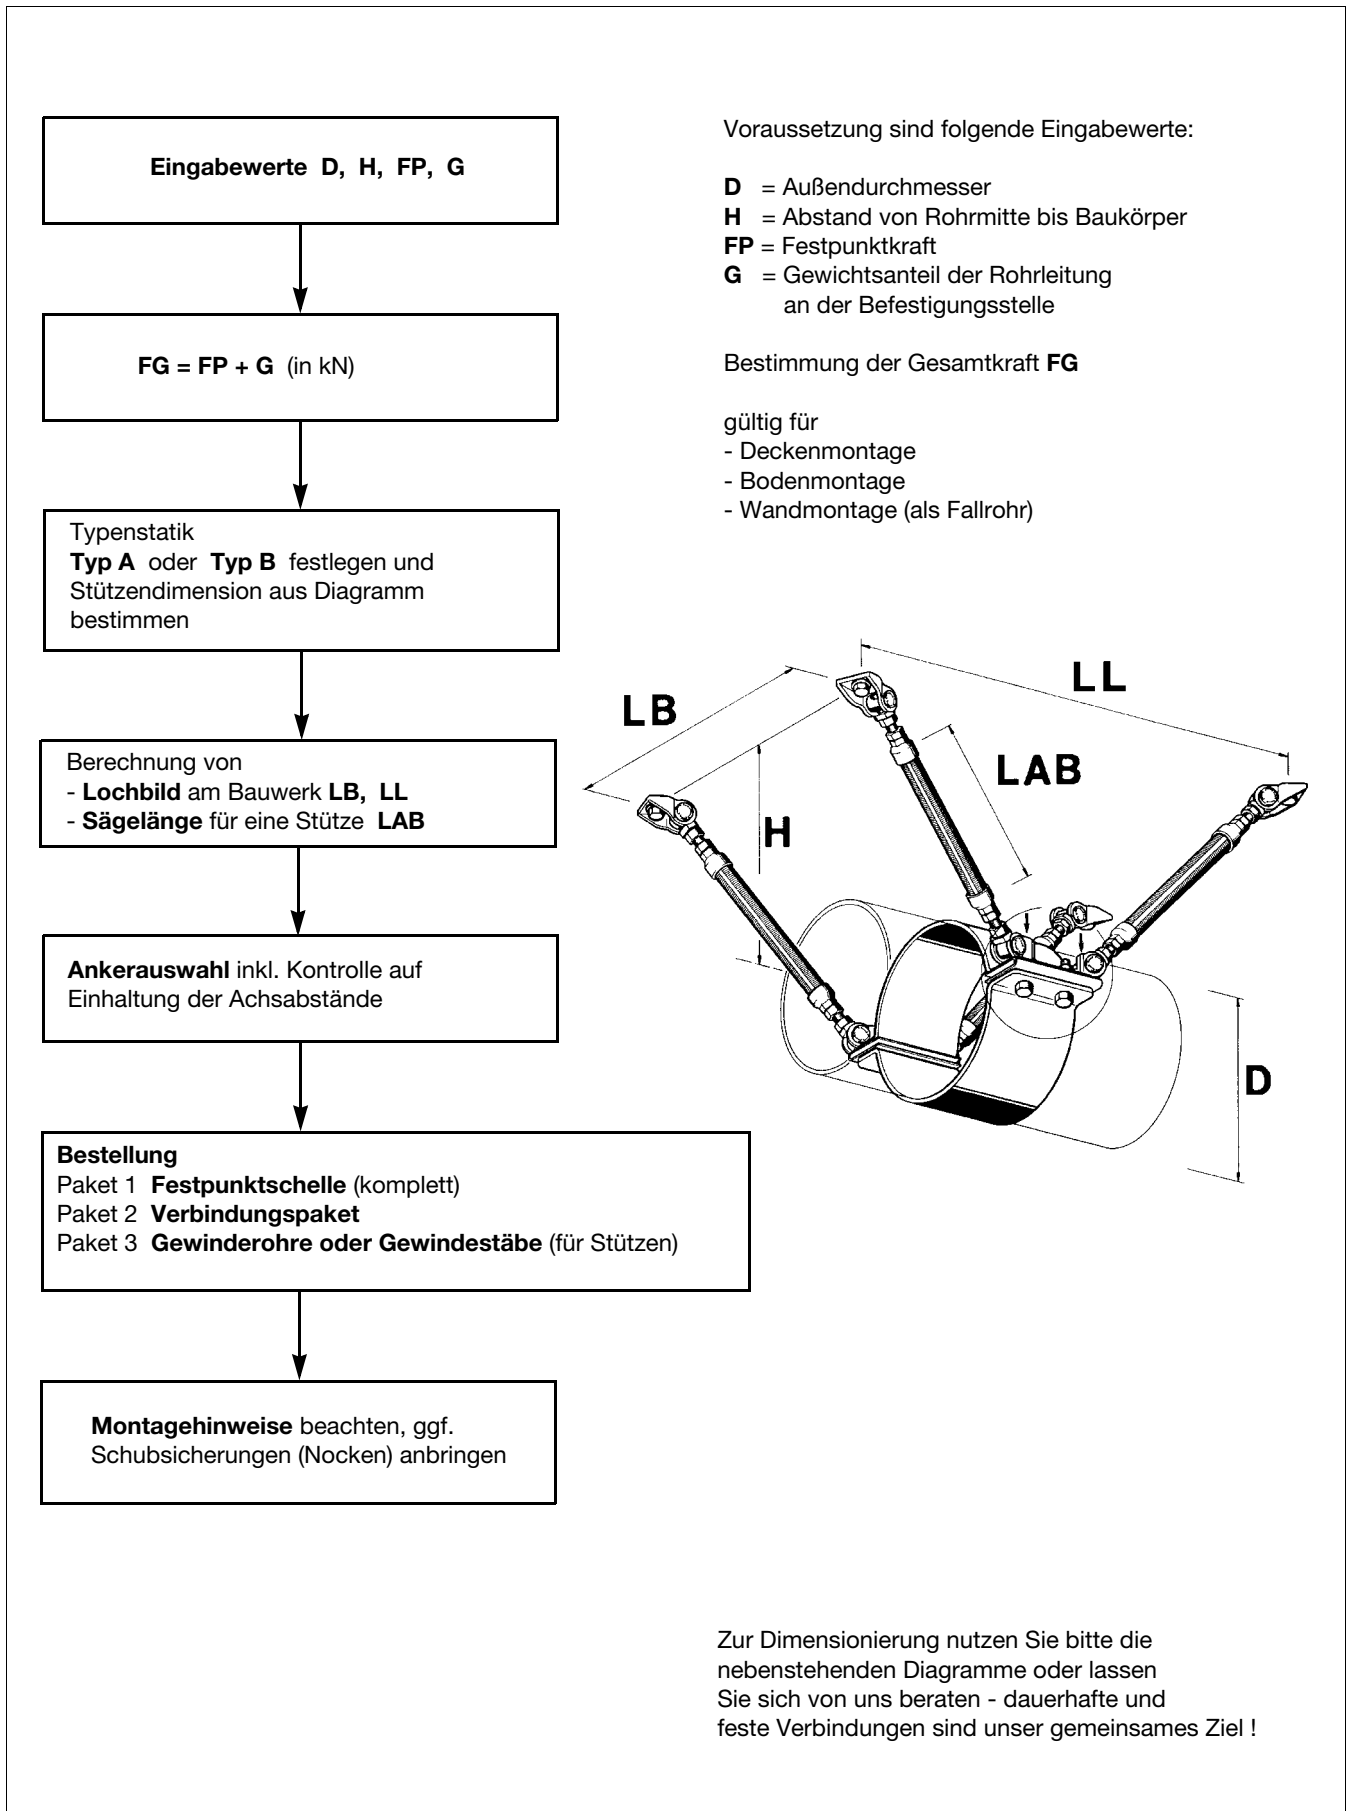 Eingabewerte D, H, FP, G
FG = FP + G (in kN)
Typenstatik
Typ A oder Typ B festlegen und
Stützendimension aus Diagramm
bestimmen
Berechnung von
- Lochbild am Bauwerk LB, LL
- Sägelänge für eine Stütze LAB
Ankerauswahl inkl. Kontrolle auf
Einhaltung der Achsabstände
Bestellung
Paket 1 Festpunktschelle (komplett)
Paket 2 Verbindungspaket
Paket 3 Gewinderohre oder Gewindestäbe (für Stützen)
Montagehinweise beachten, ggf.
Schubsicherungen (Nocken) anbringen
Voraussetzung sind folgende Eingabewerte:
D = Außendurchmesser
H = Abstand von Rohrmitte bis Baukörper
FP = Festpunktkraft
G = Gewichtsanteil der Rohrleitung
an der Befestigungsstelle
Bestimmung der Gesamtkraft FG
gültig für
- Deckenmontage
- Bodenmontage
- Wandmontage (als Fallrohr)
LB
LL
LAB
H
D
Zur Dimensionierung nutzen Sie bitte die
nebenstehenden Diagramme oder lassen
Sie sich von uns beraten - dauerhafte und
feste Verbindungen sind unser gemeinsames Ziel !